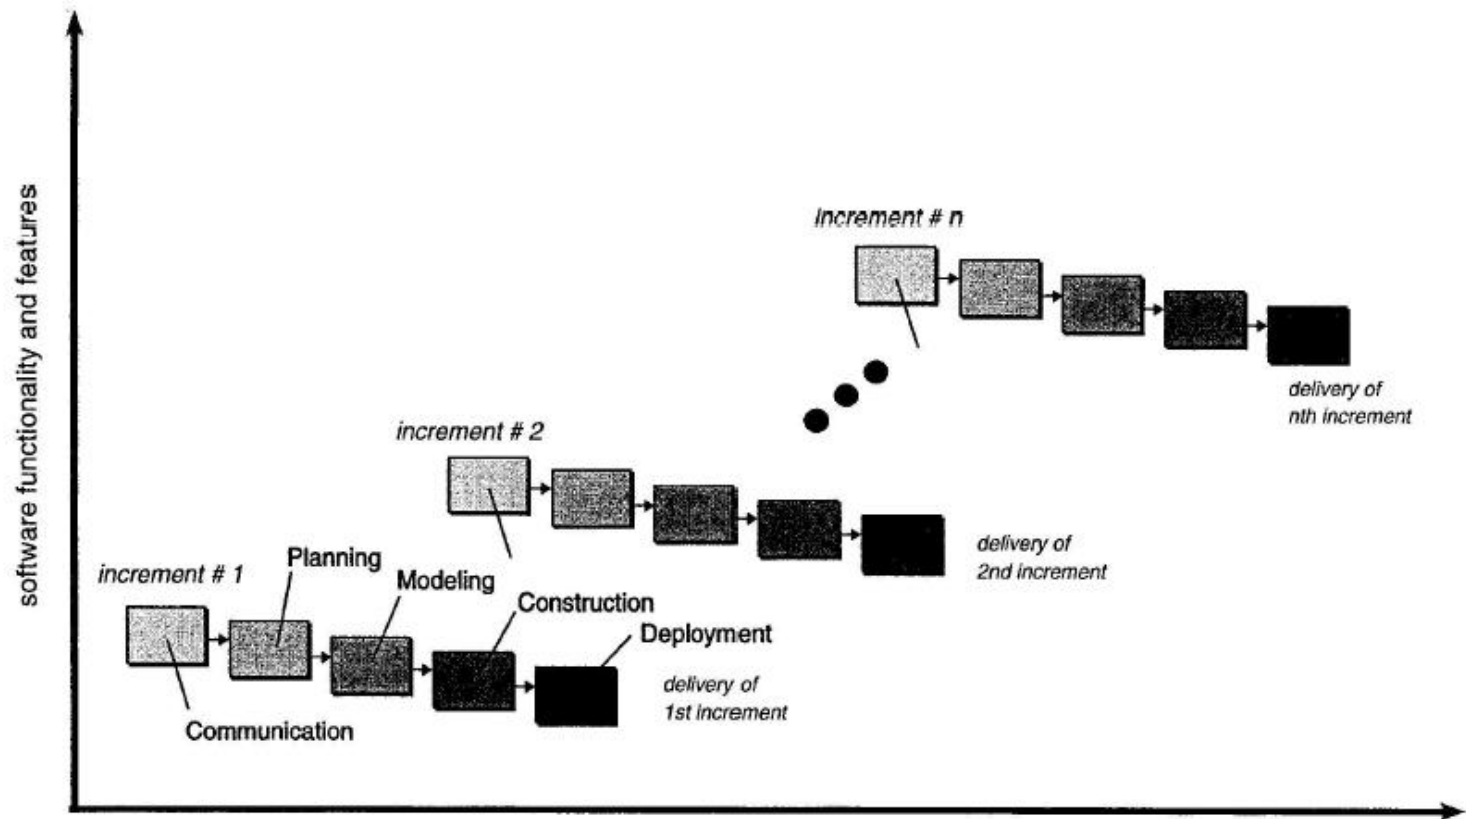 software functionality and features
increment # n
delivery of
nth increment
increment # 2
delivery of
2nd increment
increment # 1
Planning
Modeling
Construction
Deployment
delivery of
1st increment
Communication